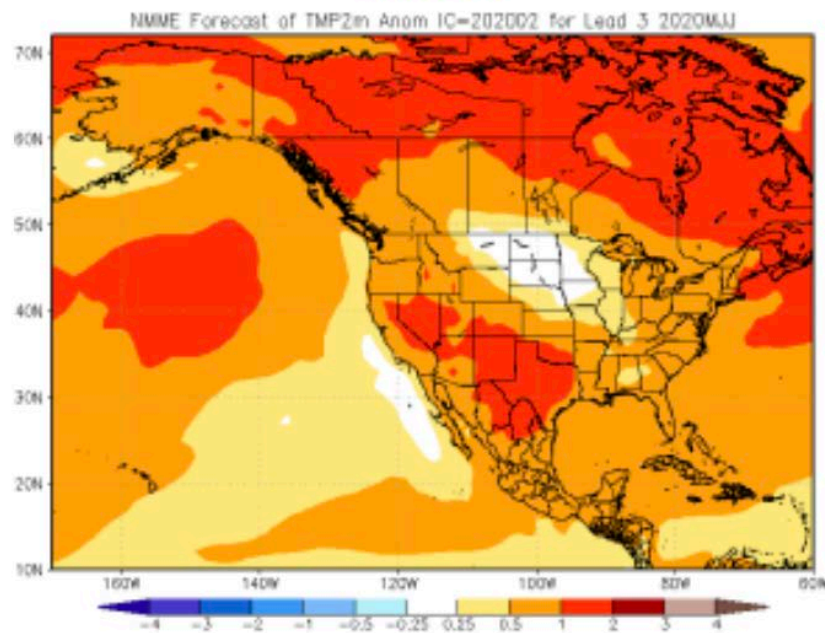 NMME Forecast of TMP2m Anom IC=202002 for Lead 3 2020MJJ
70N
60N
50N
40N
30N
20N
10N
160W 140W 120W 100W 80W 60W
-4 -3 -2 -1 -0.5 -0.25 0.25 0.5 1 2 3 4